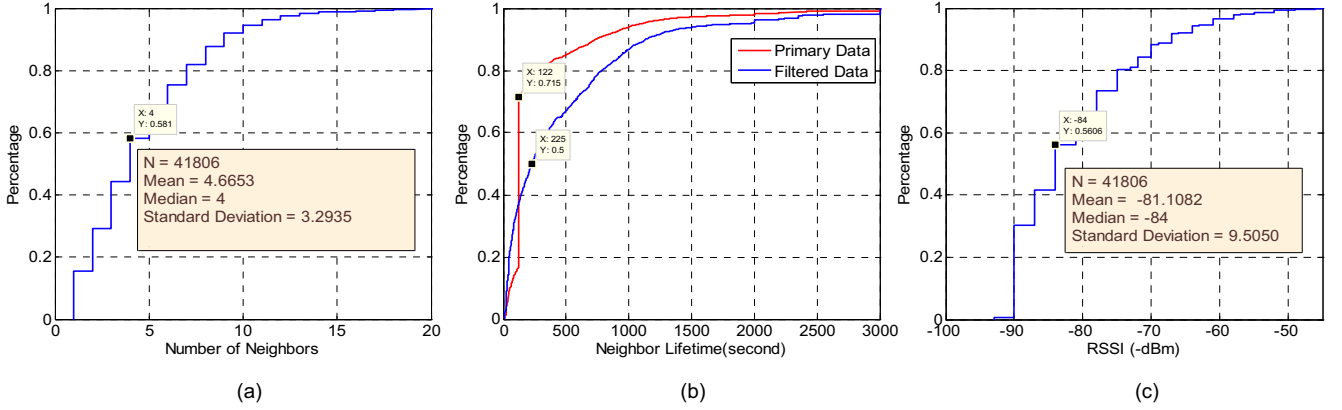 1
0.8
0.6
0.4
0.2
0
Percentage
X: 4
Y: 0.581
N = 41806
Mean = 4.6653
Median = 4
Standard Deviation = 3.2935
0 5 10 15 20
Number of Neighbors
(a)
1
0.8
0.6
0.4
0.2
0
Percentage
Primary Data
Filtered Data
X: 122
Y: 0.715
X: 225
Y: 0.5
0 500 1000 1500 2000 2500 3000
Neighbor Lifetime(second)
(b)
1
0.8
0.6
0.4
0.2
0
Percentage
X: -84
Y: 0.5606
N = 41806
Mean = -81.1082
Median = -84
Standard Deviation = 9.5050
-100 -90 -80 -70 -60 -50
RSSI (-dBm)
(c)